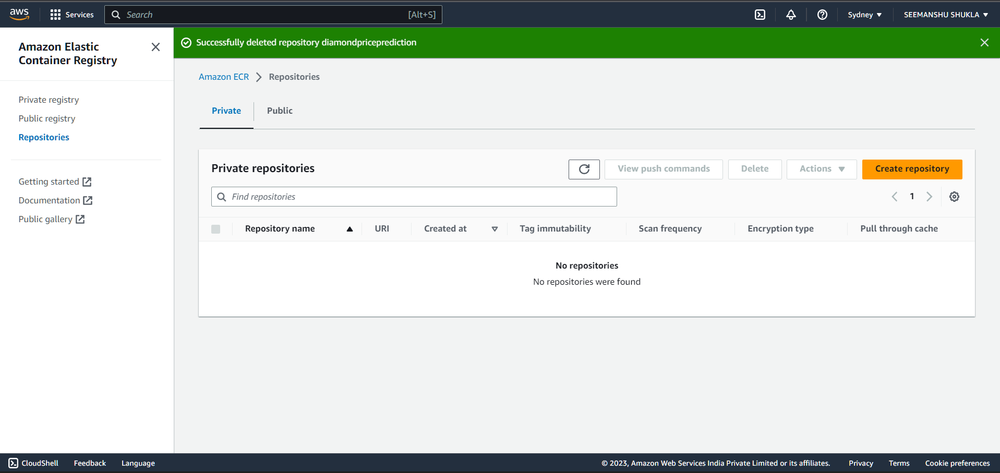 aws
Services
Search [Alt+S]
Sydney
SEEMANSHU SHUKLA
Amazon Elastic
Container Registry
Private registry
Public registry
Repositories
Getting started
Documentation
Public gallery
Successfully deleted repository diamondpriceprediction
Amazon ECR Repositories
Private Public
Private repositories
View push commands Delete Actions Create repository
Find repositories
1
Repository name URI Created at Tag immutability Scan frequency Encryption type Pull through cache
No repositories
No repositories were found
CloudShell Feedback Language
© 2023, Amazon Web Services India Private Limited or its affiliates. Privacy Terms Cookie preferences